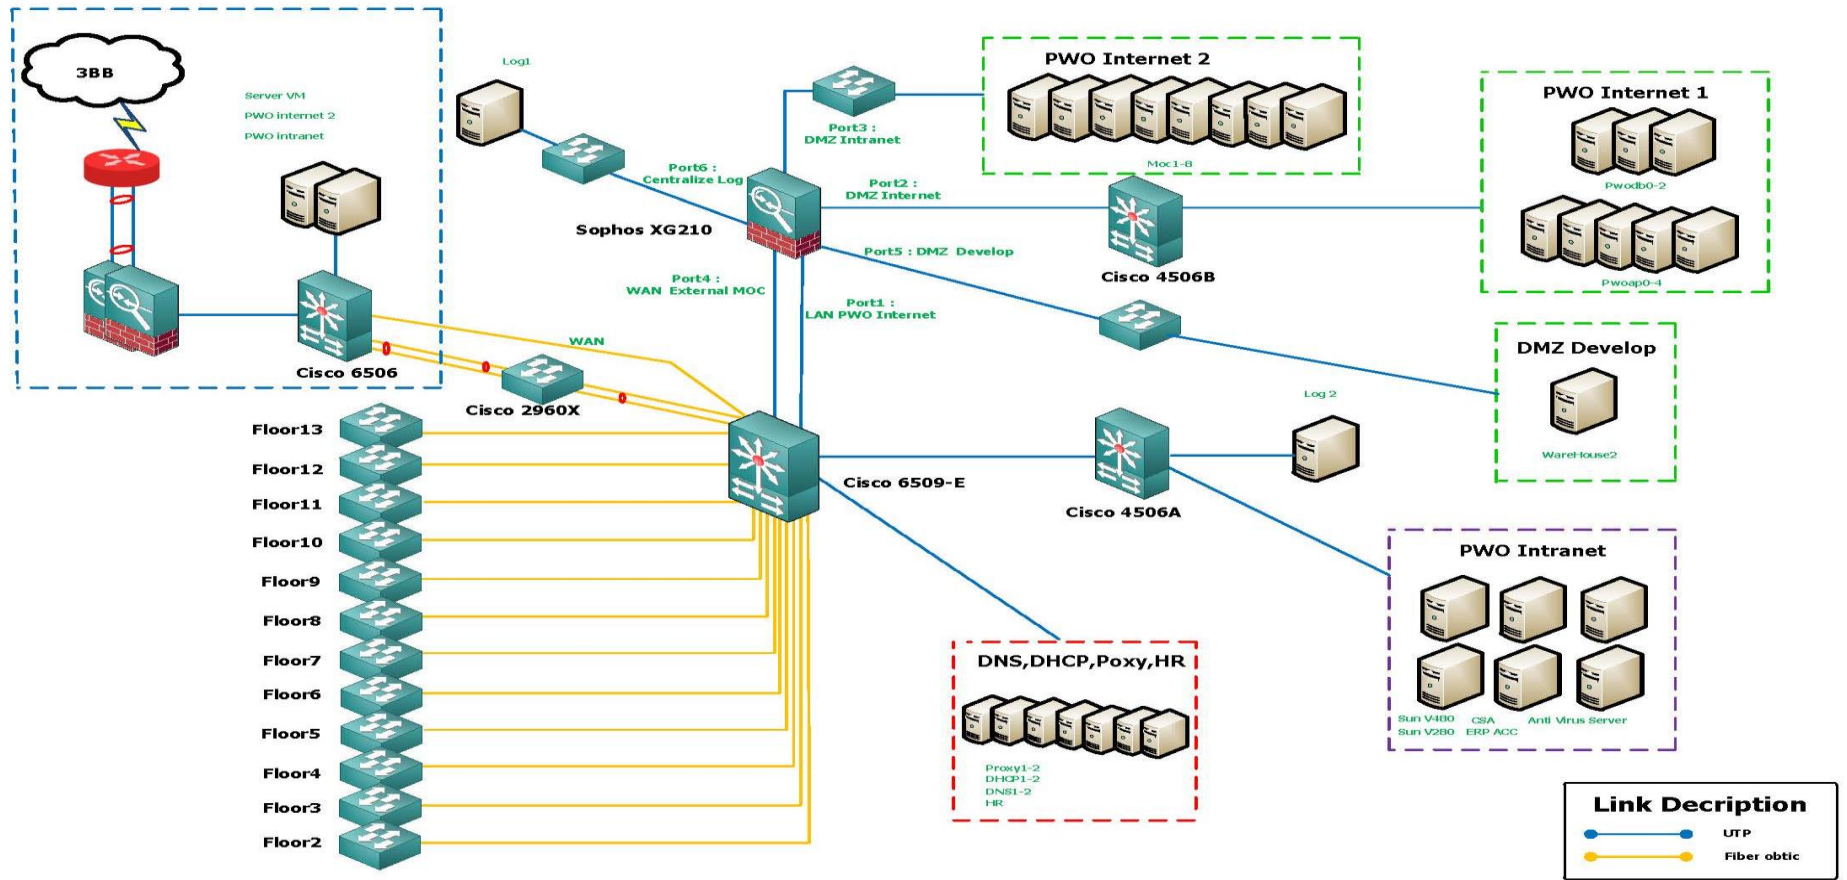 3BB
Server VM
PWO internet 2
PWO intranet
Cisco 6506
Log1
Port6 :
Centralize Log
Sophos XG210
Port3 :
DMZ Intranet
PWO Internet 2
Moc1-8
Port2 :
DMZ Internet
Cisco 4506B
PWO Internet 1
Pwodb0-2
Pwoap0-4
Port5 : DMZ Develop
Port4 :
WAN External MOC
Port1 :
LAN PWO Internet
DMZ Develop
WareHouse2
WAN
Cisco 2960X
Cisco 6509-E
Cisco 4506A
Log 2
PWO Intranet
Sun V480 CSA Anti Virus Server
Sun V280 ERP ACC
DNS,DHCP,Poxy,HR
Proxy1-2
DHCP1-2
DNS1-2
HR
Floor13
Floor12
Floor11
Floor10
Floor9
Floor8
Floor7
Floor6
Floor5
Floor4
Floor3
Floor2
Link Decription
UTP
Fiber obtic